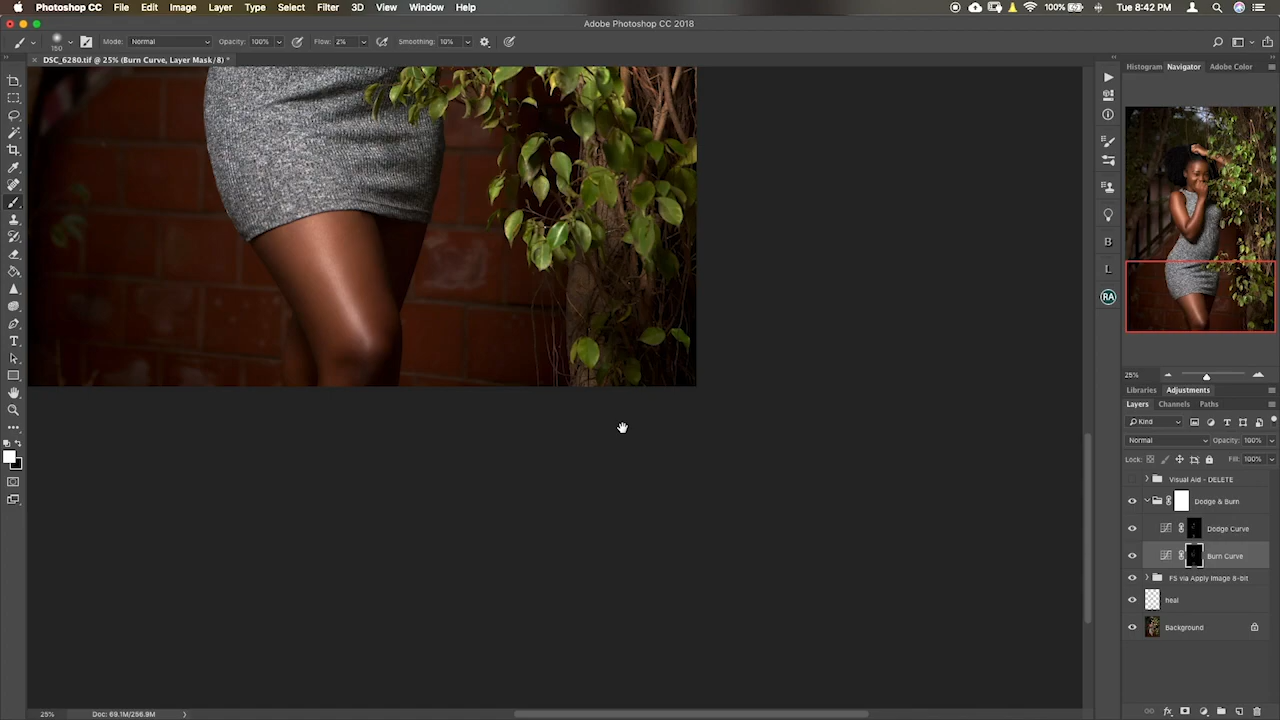 Photoshop CC File Edit Image Layer Type Select Filter 3D View Window Help 100% Tue 8:42 PM
Adobe Photoshop CC 2018
150 Mode: Normal Opacity: 100% Flow: 2% Smoothing: 10%
DSC_6280.tif @ 25% (Burn Curve, Layer Mask/8) *
Histogram Navigator Adobe Color
B
L
RA
25%
Libraries Adjustments
Layers Channels Paths
Kind
Normal Opacity: 100%
Lock: Fill: 100%
Visual Aid - DELETE
Dodge & Burn
Dodge Curve
Burn Curve
FS via Apply Image 8-bit
heal
Background
25% Doc: 69.1M/256.9M